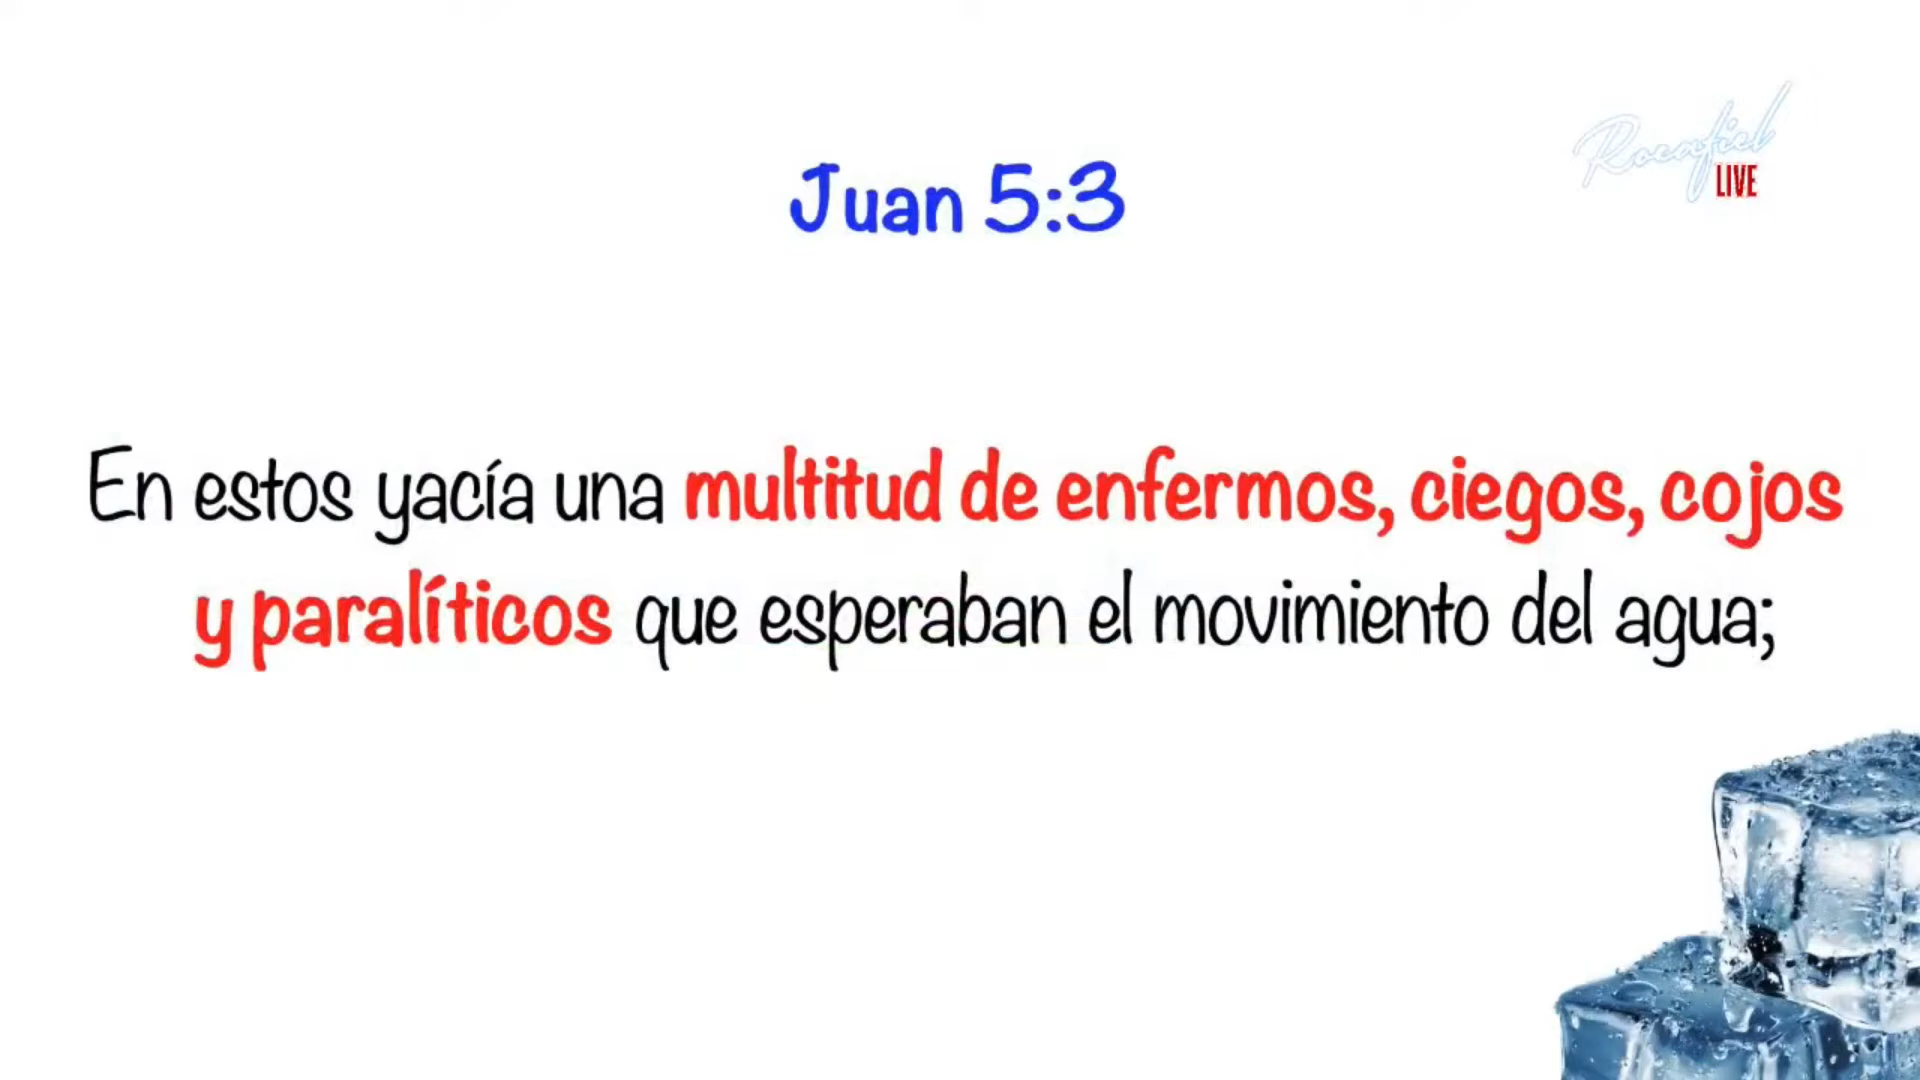 Rocafiel
LIVE
Juan 5:3
En estos yacía una multitud de enfermos, ciegos, cojos
y paralíticos que esperaban el movimiento del agua;